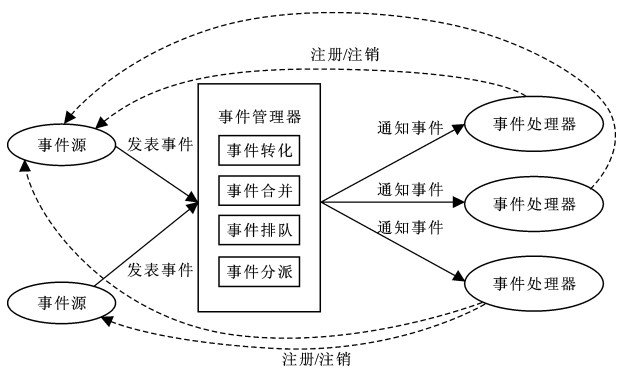 注册/注销
事件管理器
事件源
发表事件
事件转化
通知事件
事件处理器
事件合并
通知事件
事件处理器
事件排队
通知事件
发表事件
事件分派
事件处理器
事件源
注册/注销